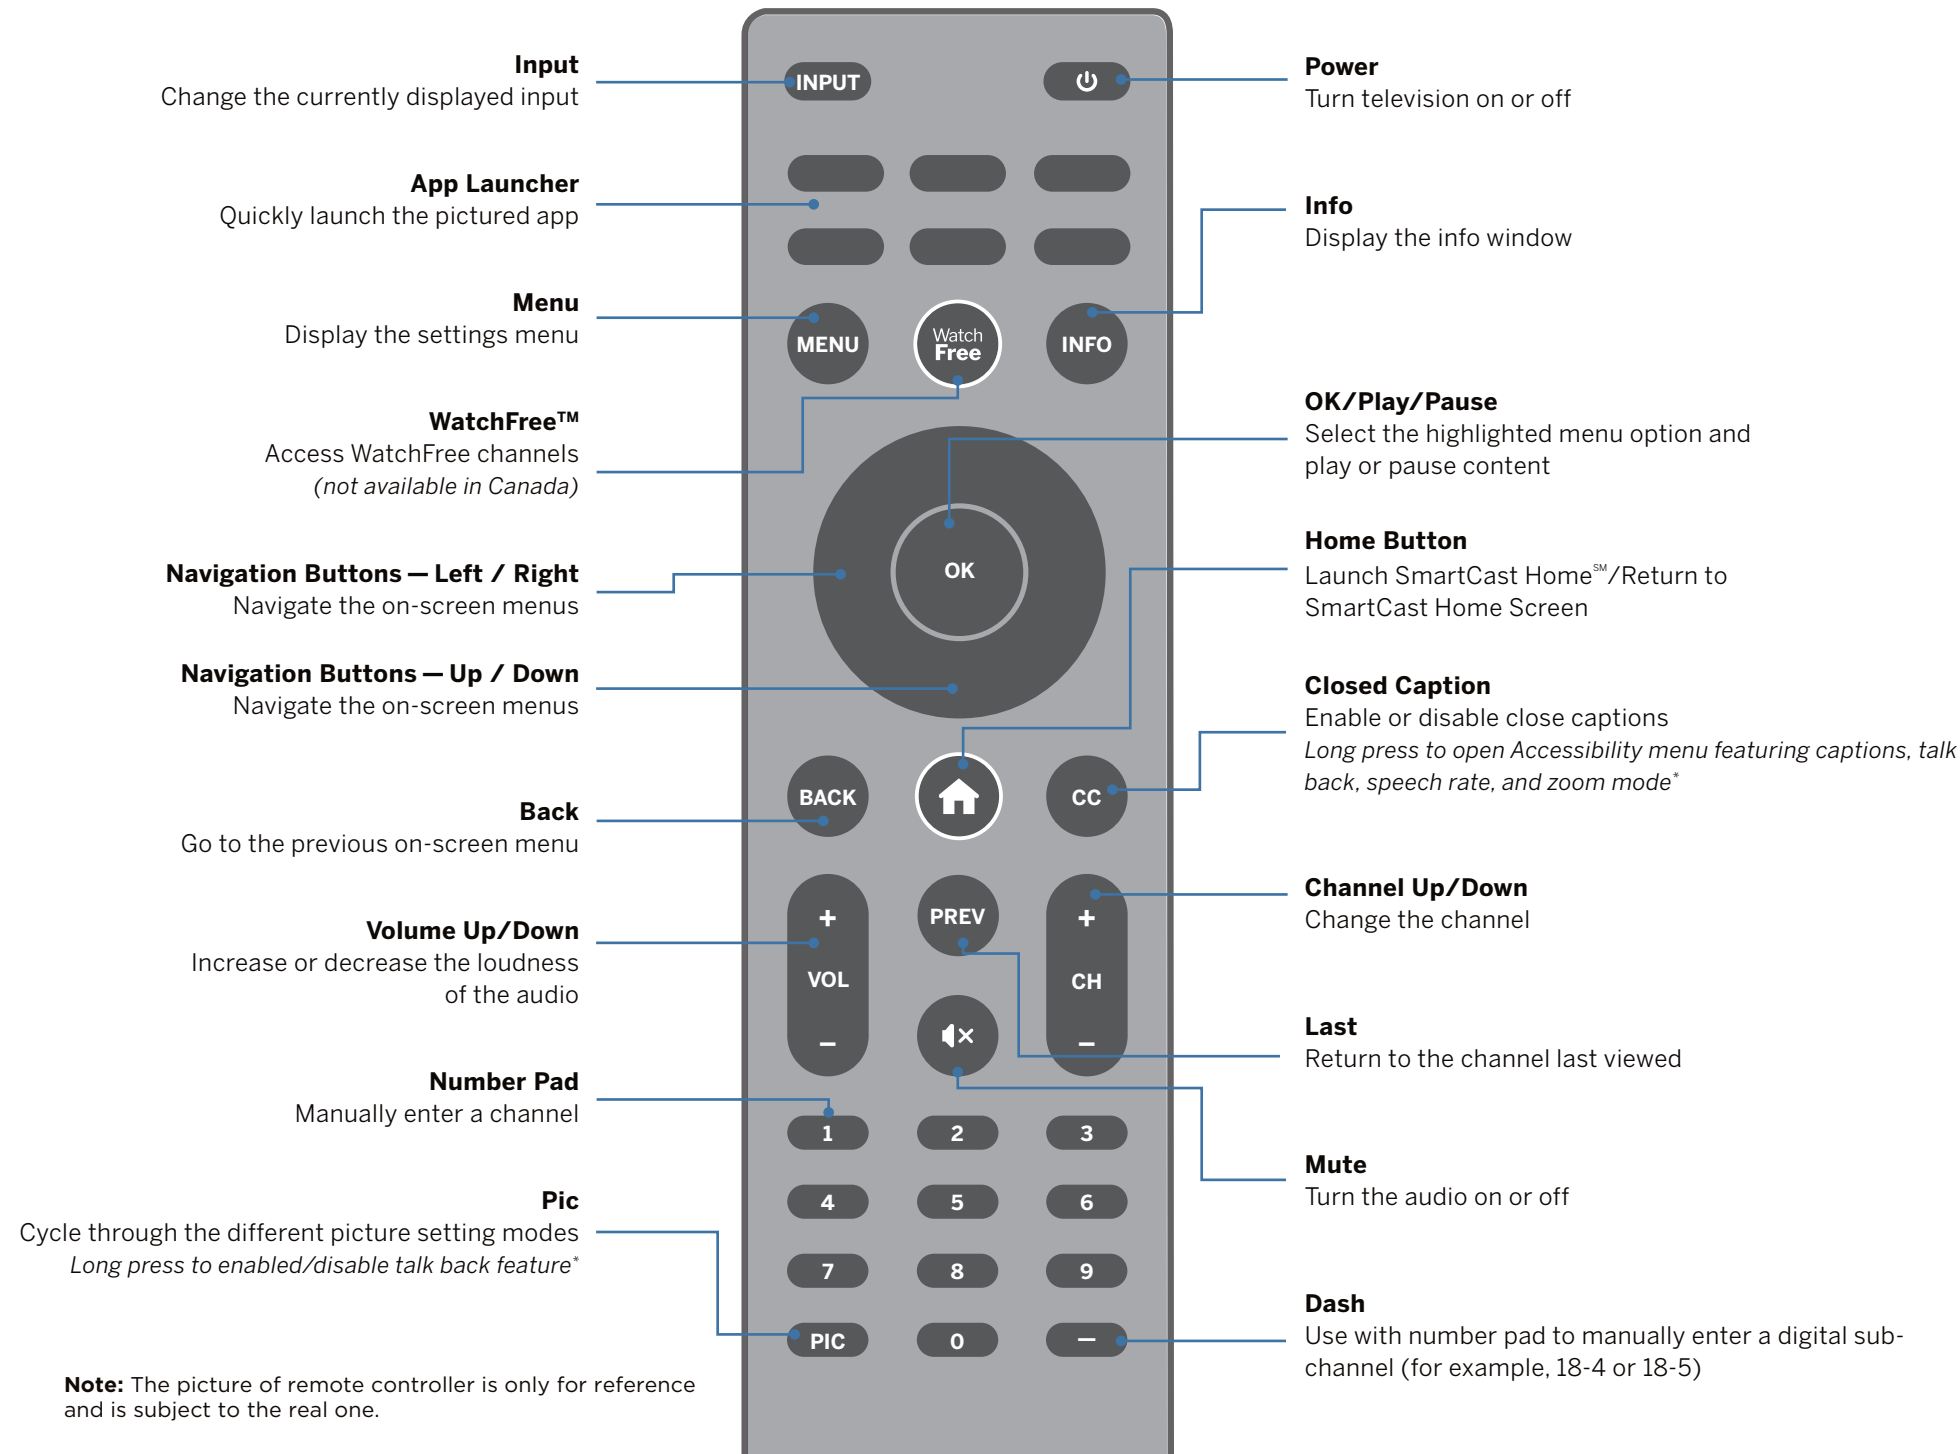 Input
Change the currently displayed input
App Launcher
Quickly launch the pictured app
Menu
Display the settings menu
WatchFree™
Access WatchFree channels
(not available in Canada)
Navigation Buttons — Left / Right
Navigate the on-screen menus
Navigation Buttons — Up / Down
Navigate the on-screen menus
Back
Go to the previous on-screen menu
Volume Up/Down
Increase or decrease the loudness
of the audio
Number Pad
Manually enter a channel
Pic
Cycle through the different picture setting modes
Long press to enabled/disable talk back feature*
Note: The picture of remote controller is only for reference
and is subject to the real one.
INPUT
MENU
Watch
Free
INFO
OK
BACK
CC
+
VOL
–
PREV
+
CH
–
1
2
3
4
5
6
7
8
9
PIC
0
–
Power
Turn television on or off
Info
Display the info window
OK/Play/Pause
Select the highlighted menu option and
play or pause content
Home Button
Launch SmartCast Home℠/Return to
SmartCast Home Screen
Closed Caption
Enable or disable close captions
Long press to open Accessibility menu featuring captions, talk
back, speech rate, and zoom mode*
Channel Up/Down
Change the channel
Last
Return to the channel last viewed
Mute
Turn the audio on or off
Dash
Use with number pad to manually enter a digital sub-
channel (for example, 18-4 or 18-5)